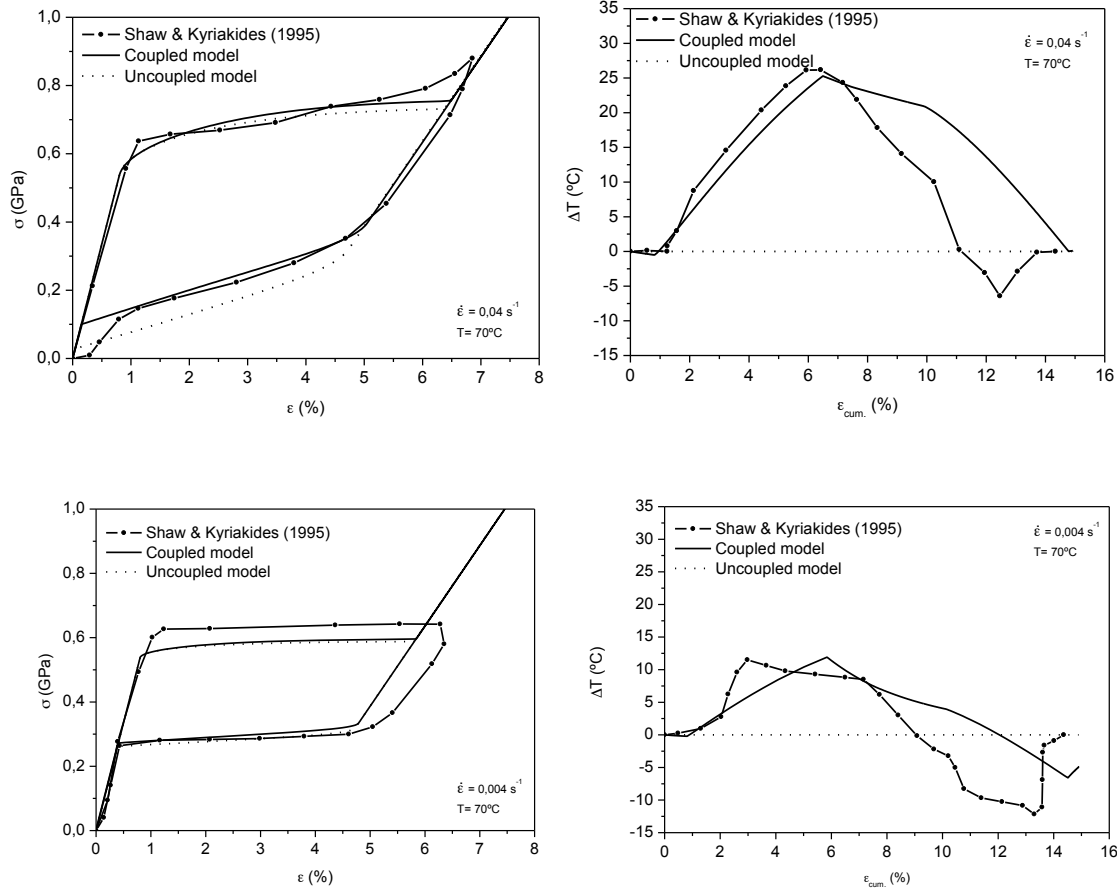 1,0
0,8
0,6
0,4
0,2
0,0
σ (GPa)
Shaw & Kyriakides (1995)
Coupled model
Uncoupled model
ε̇ = 0,04 s⁻¹
T= 70ºC
0 1 2 3 4 5 6 7 8
ε (%)
35
30
25
20
15
10
5
0
-5
-10
-15
ΔT (ºC)
Shaw & Kyriakides (1995)
Coupled model
Uncoupled model
ε̇ = 0,04 s⁻¹
T= 70ºC
0 2 4 6 8 10 12 14 16
εcum. (%)
1,0
0,8
0,6
0,4
0,2
0,0
σ (GPa)
Shaw & Kyriakides (1995)
Coupled model
Uncoupled model
ε̇ = 0,004 s⁻¹
T= 70ºC
0 1 2 3 4 5 6 7 8
ε (%)
35
30
25
20
15
10
5
0
-5
-10
-15
ΔT (ºC)
Shaw & Kyriakides (1995)
Coupled model
Uncoupled model
ε̇ = 0,004 s⁻¹
T= 70ºC
0 2 4 6 8 10 12 14 16
εcum. (%)